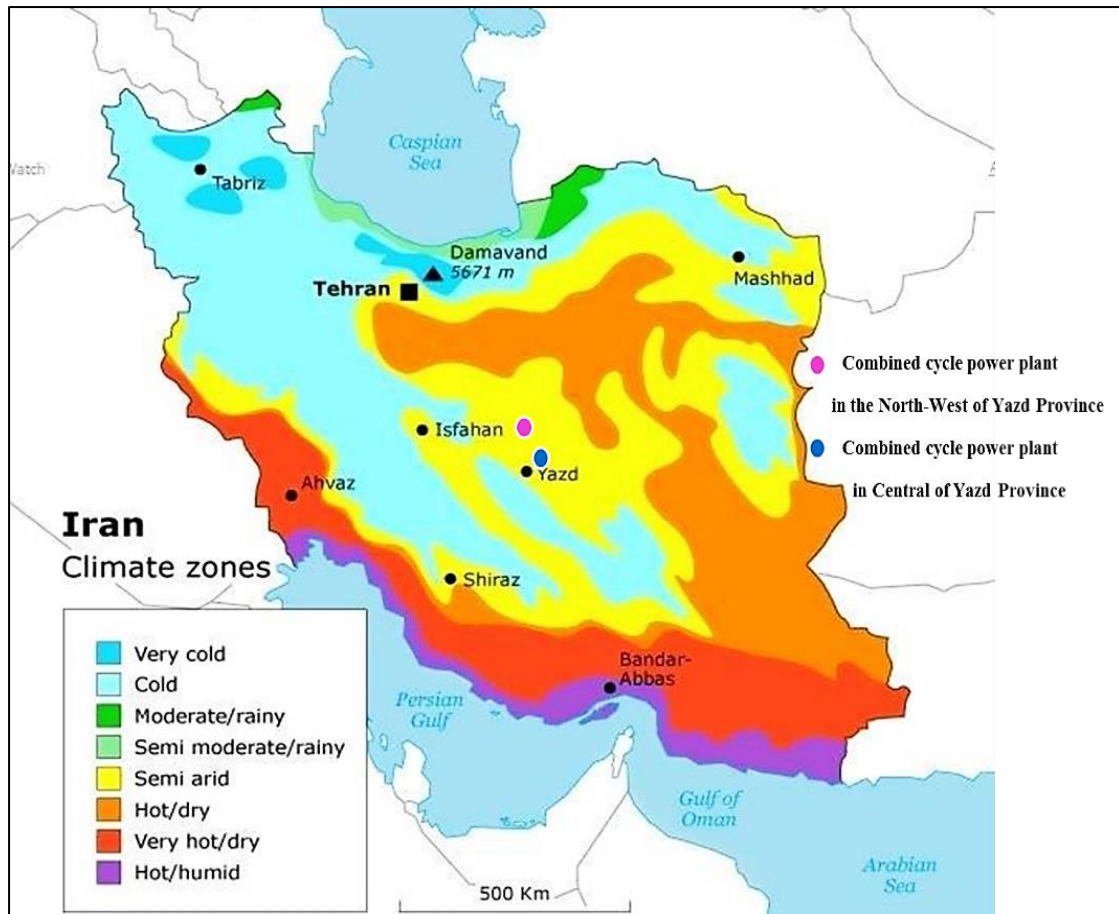 Caspian
Sea
Watch
Tabriz
Damavand
5671 m
Tehran
Mashhad
Combined cycle power plant
in the North-West of Yazd Province
Combined cycle power plant
in Central of Yazd Province
Isfahan
Yazd
Ahvaz
Iran
Climate zones
Shiraz
Bandar-
Abbas
Persian
Gulf
Gulf of
Oman
Arabian
Sea
Very cold
Cold
Moderate/rainy
Semi moderate/rainy
Semi arid
Hot/dry
Very hot/dry
Hot/humid
500 Km